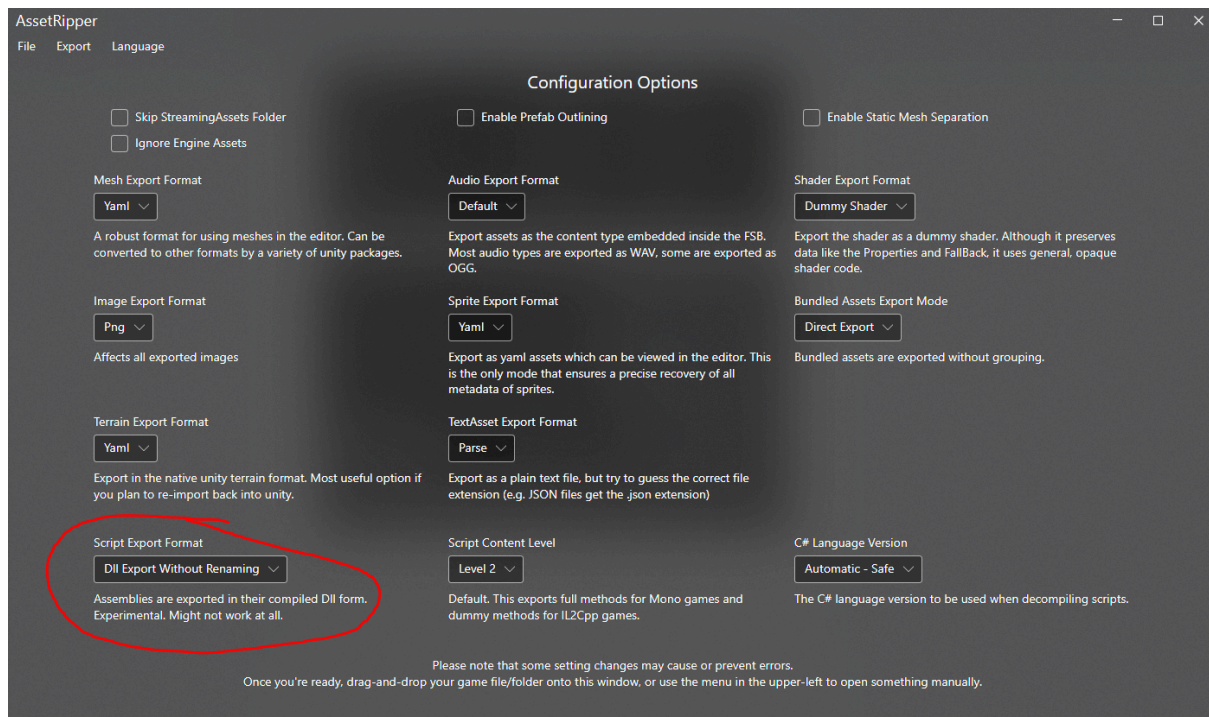 AssetRipper
File Export Language
Configuration Options
Skip StreamingAssets Folder
Enable Prefab Outlining
Enable Static Mesh Separation
Ignore Engine Assets
Mesh Export Format
Yaml
A robust format for using meshes in the editor. Can be
converted to other formats by a variety of unity packages.
Audio Export Format
Default
Export assets as the content type embedded inside the FSB.
Most audio types are exported as WAV, some are exported as
OGG.
Shader Export Format
Dummy Shader
Export the shader as a dummy shader. Although it preserves
data like the Properties and FallBack, it uses general, opaque
shader code.
Image Export Format
Png
Affects all exported images
Sprite Export Format
Yaml
Export as yaml assets which can be viewed in the editor. This
is the only mode that ensures a precise recovery of all
metadata of sprites.
Bundled Assets Export Mode
Direct Export
Bundled assets are exported without grouping.
Terrain Export Format
Yaml
Export in the native unity terrain format. Most useful option if
you plan to re-import back into unity.
TextAsset Export Format
Parse
Export as a plain text file, but try to guess the correct file
extension (e.g. JSON files get the .json extension)
Script Export Format
Dll Export Without Renaming
Assemblies are exported in their compiled Dll form.
Experimental. Might not work at all.
Script Content Level
Level 2
Default. This exports full methods for Mono games and
dummy methods for IL2Cpp games.
C# Language Version
Automatic - Safe
The C# language version to be used when decompiling scripts.
Please note that some setting changes may cause or prevent errors.
Once you're ready, drag-and-drop your game file/folder onto this window, or use the menu in the upper-left to open something manually.